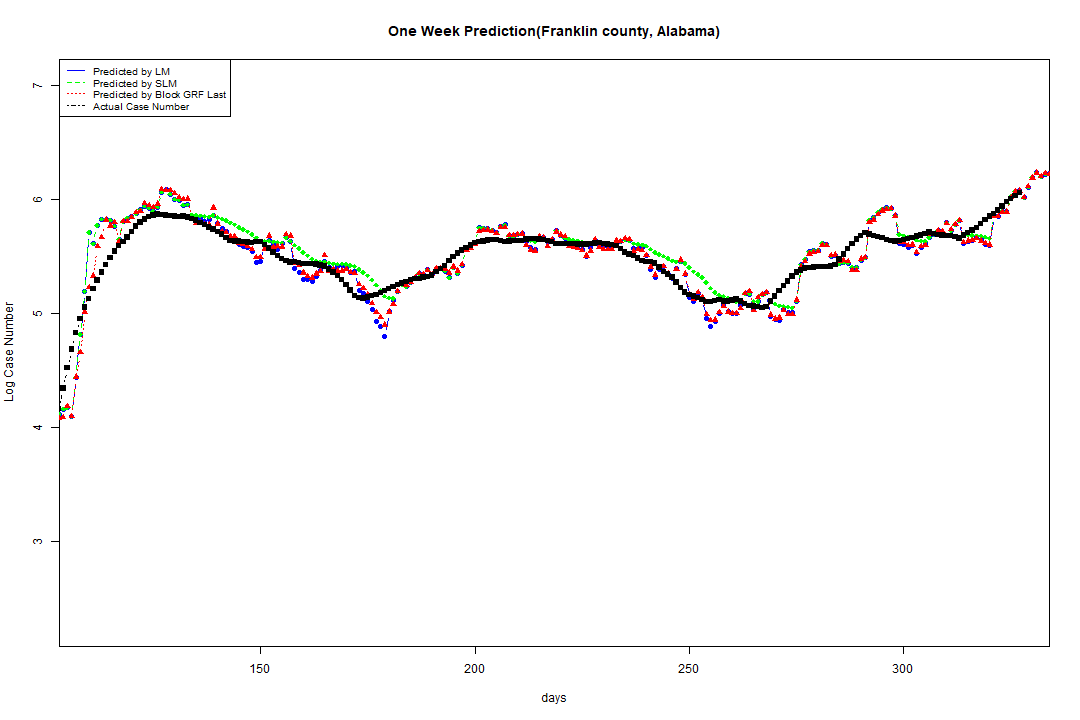 One Week Prediction(Franklin county, Alabama)
Predicted by LM
Predicted by SLM
Predicted by Block GRF Last
Actual Case Number
7
6
5
4
3
Log Case Number
150
200
250
300
days